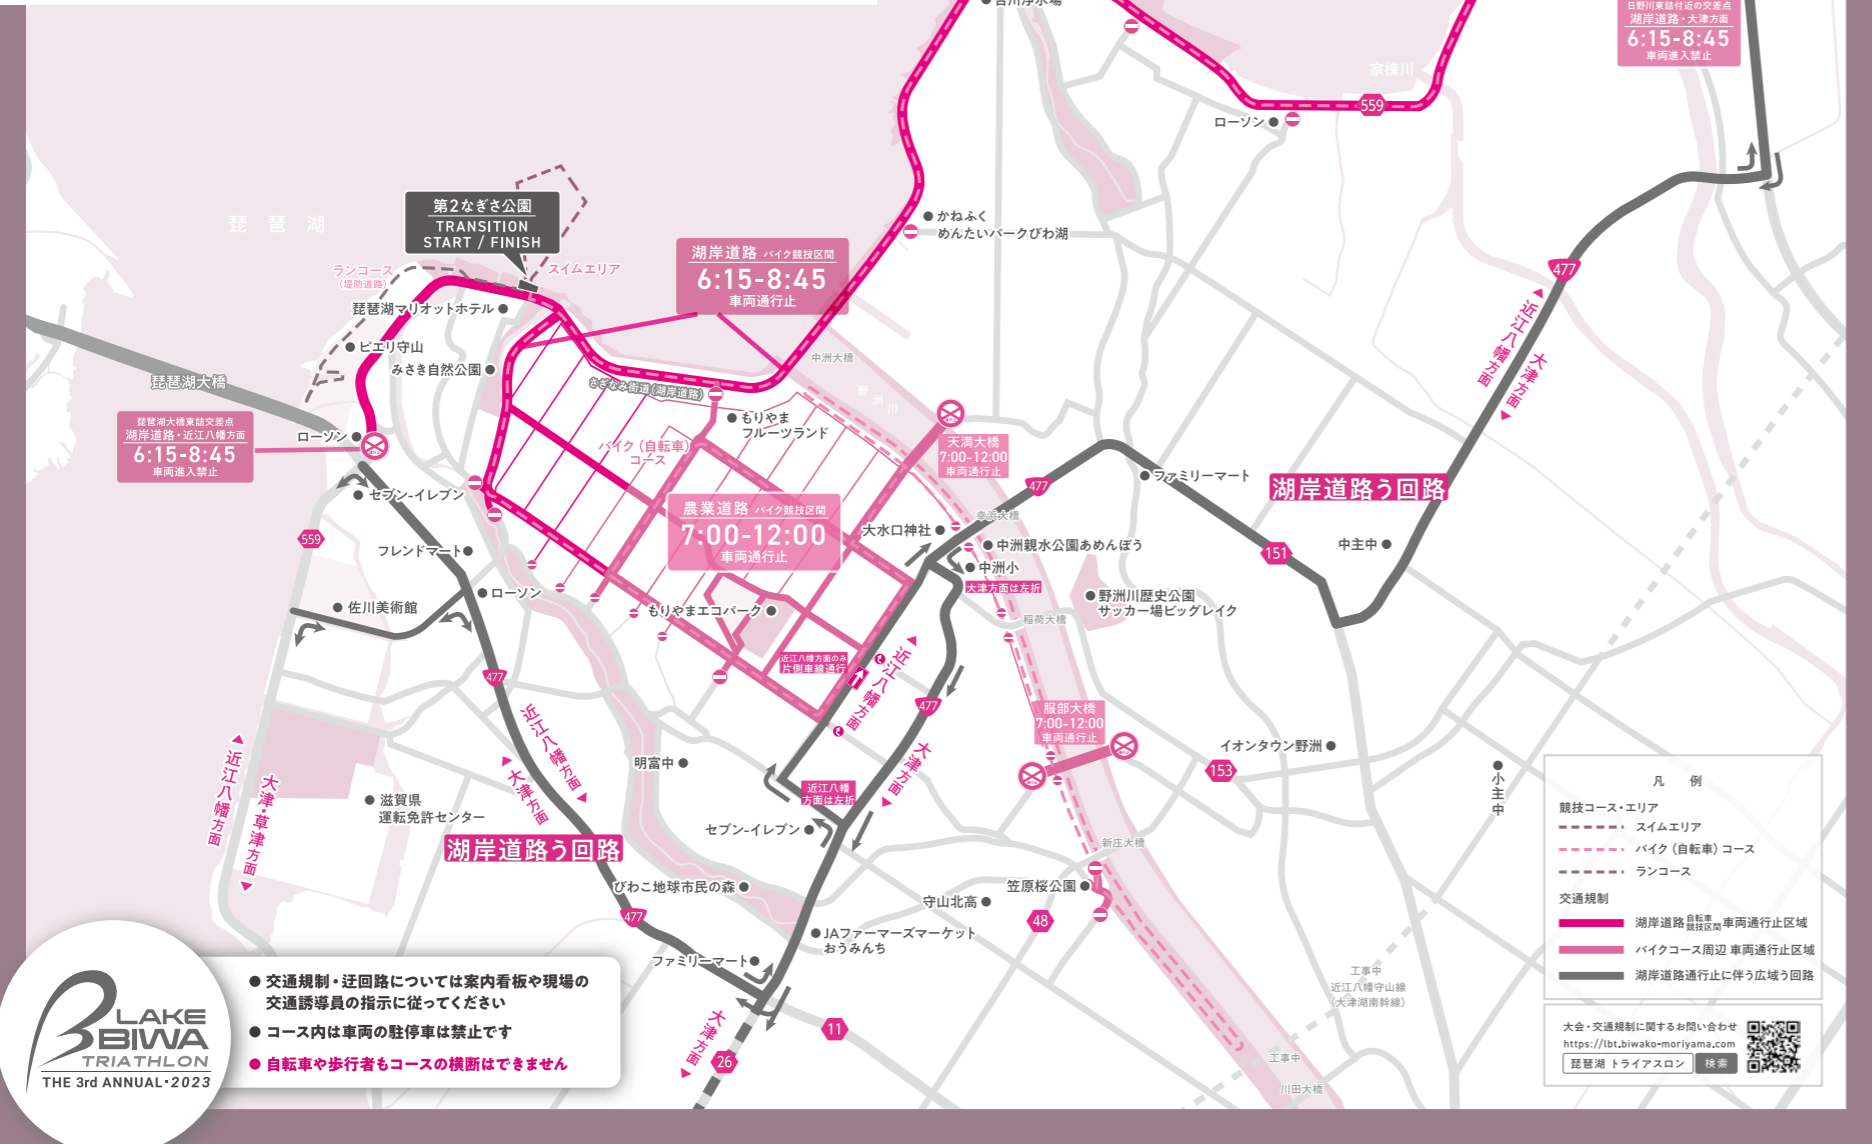 日野川東詰付近の交差点
湖岸道路・大津方面
6:15-8:45
車両進入禁止
家棟川
559
ローソン
琵琶湖
第2なぎさ公園
TRANSITION
START / FINISH
かねふく
めんたいパークびわ湖
湖岸道路 バイク競技区間
6:15-8:45
車両通行止
ランコース
(堤防道路)
スイムエリア
477
琵琶湖マリオットホテル
ピエリ守山
みさき自然公園
中洲大橋
近江八幡方面
大津方面
琵琶湖大橋
さざなみ街道(湖岸道路)
野洲川
琵琶湖大橋東詰交差点
湖岸道路・近江八幡方面
6:15-8:45
車両進入禁止
ローソン
もりやま
フルーツランド
バイク(自転車)
コース
天満大橋
7:00-12:00
車両通行止
477
ファミリーマート
湖岸道路う回路
セブン-イレブン
農業道路 バイク競技区間
7:00-12:00
車両通行止
大水口神社
幸浜大橋
559
フレンドマート
中洲親水公園あめんぼう
中洲小
大津方面は左折
151
中主中
佐川美術館
ローソン
もりやまエコパーク
野洲川歴史公園
サッカー場ビッグレイク
稲荷大橋
近江八幡方面のみ
片側車線通行
近江八幡方面
477
477
服部大橋
7:00-12:00
車両通行止
近江八幡方面
大津方面
明富中
大津方面
イオンタウン野洲
153
小主中
近江八幡方面
大津・草津方面
滋賀県
運転免許センター
近江八幡
方面は左折
セブン-イレブン
湖岸道路う回路
新庄大橋
びわこ地球市民の森
笠原桜公園
守山北高
48
477
JAファーマーズマーケット
おうみんち
ファミリーマート
工事中
近江八幡守山線
(大津湖南幹線)
大津方面
11
26
工事中
川田大橋
凡例
競技コース・エリア
スイムエリア
バイク(自転車)コース
ランコース
交通規制
湖岸道路 自転車競技区間 車両通行止区域
バイクコース周辺 車両通行止区域
湖岸道路通行止に伴う広域う回路
大会・交通規制に関するお問い合わせ
https://lbt.biwako-moriyama.com
琵琶湖 トライアスロン 検索
LAKE
BIWA
TRIATHLON
THE 3rd ANNUAL・2023
● 交通規制・迂回路については案内看板や現場の
交通誘導員の指示に従ってください
● コース内は車両の駐停車は禁止です
● 自転車や歩行者もコースの横断はできません